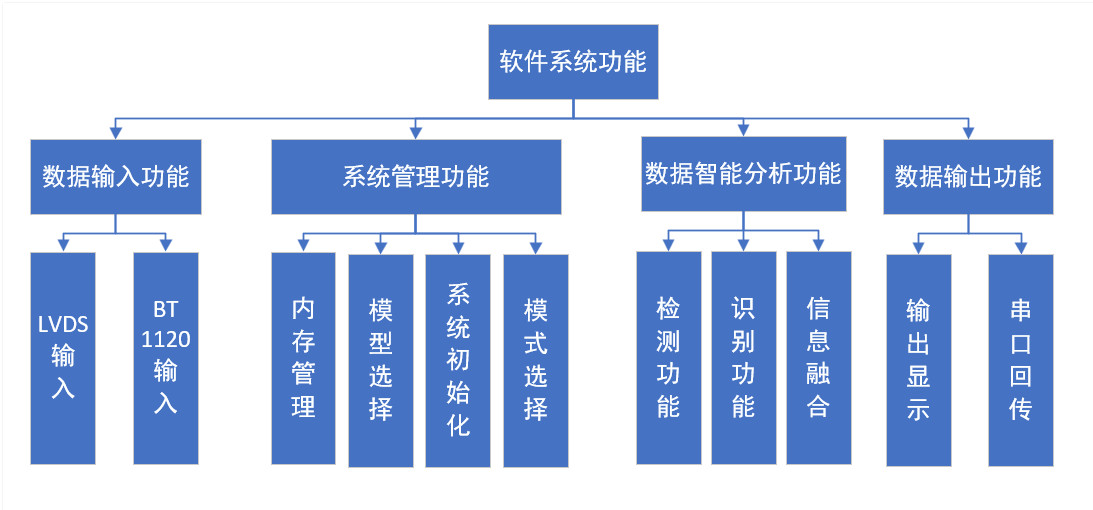 软件系统功能
数据输入功能
系统管理功能
数据智能分析功能
数据输出功能
LVDS
输
入
BT
1120
输
入
内
存
管
理
模
型
选
择
系
统
初
始
化
模
式
选
择
检
测
功
能
识
别
功
能
信
息
融
合
输
出
显
示
串
口
回
传